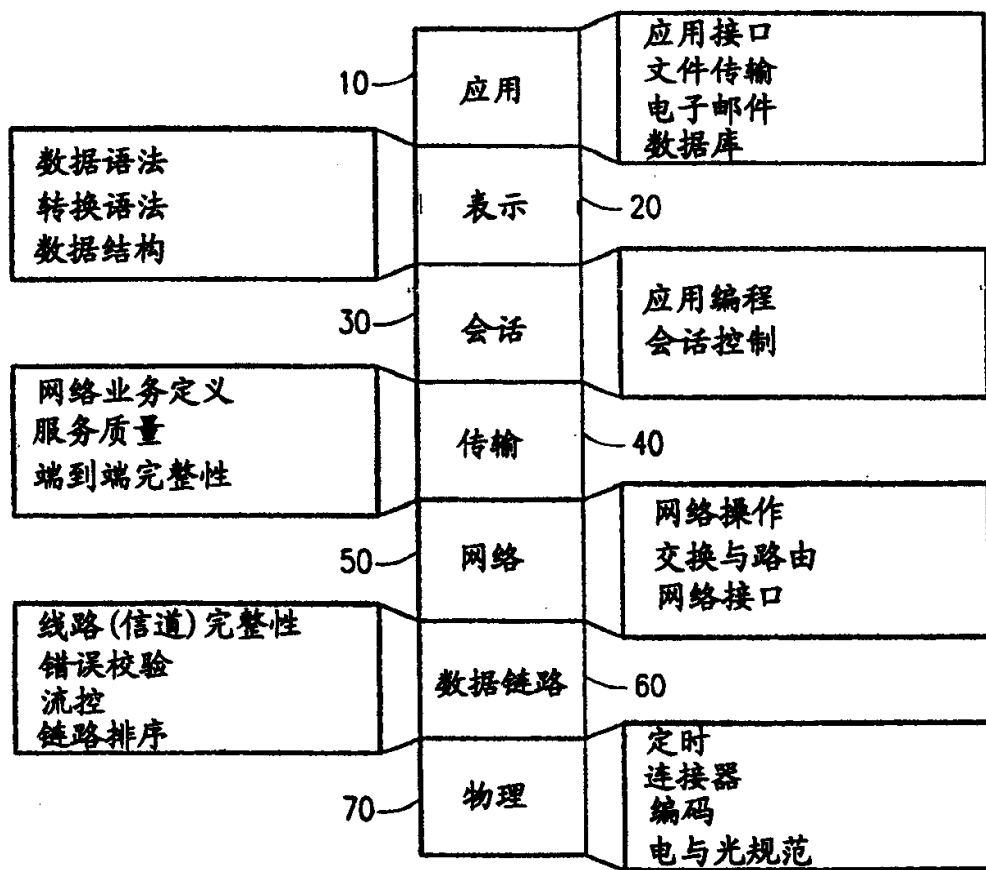 应用接口
文件传输
电子邮件
数据库
10
应用
数据语法
转换语法
数据结构
表示
20
应用编程
会话控制
30
会话
网络业务定义
服务质量
端到端完整性
传输
40
网络操作
交换与路由
网络接口
50
网络
线路(信道)完整性
错误校验
流控
链路排序
数据链路
60
定时
连接器
编码
电与光规范
70
物理